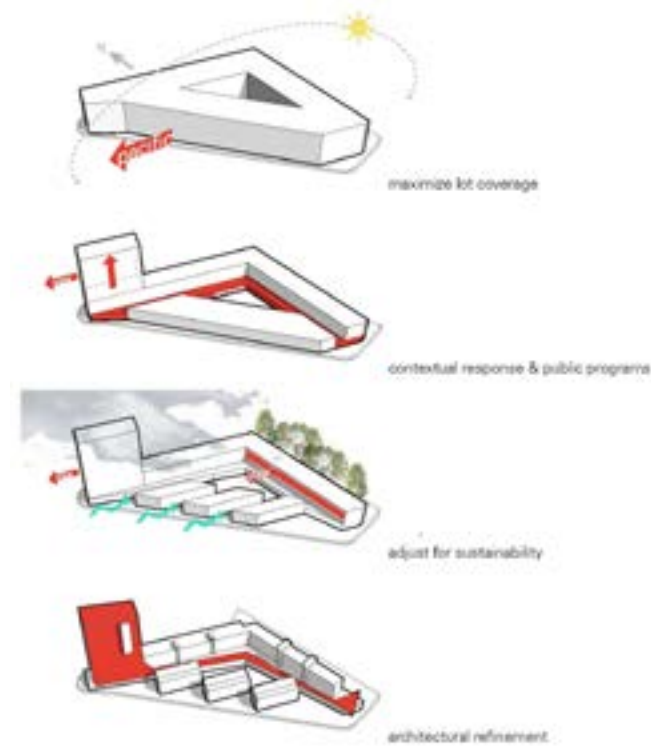 maximize lot coverage
contextual response & public programs
adjust for sustainability
architectural refinement